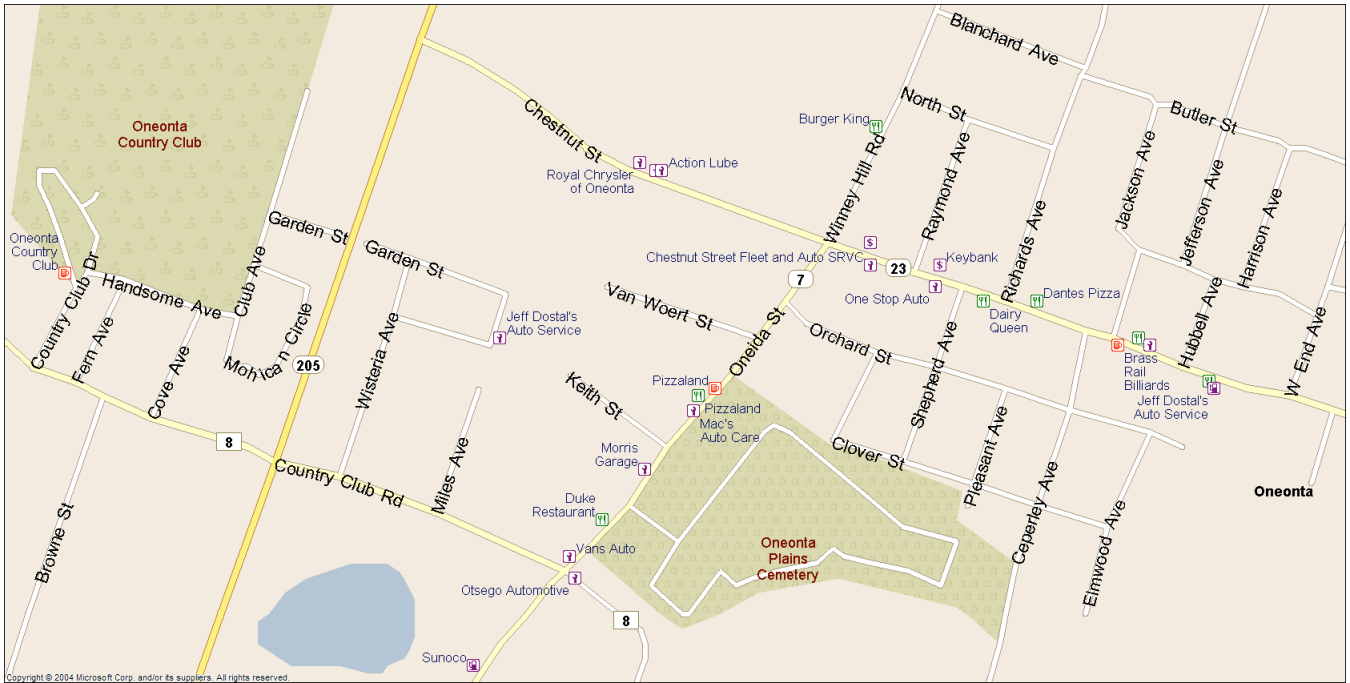 Blanchard Ave
Oneonta
Country Club
Chestnut St
North St
Butler St
Burger King
Royal Chrysler
of Oneonta
Action Lube
Winney Hill Rd
Raymond Ave
Richards Ave
Jackson Ave
Jefferson Ave
Harrison Ave
Garden St
Garden St
Oneonta
Country
Club
Country Club Dr
Handsome Ave
Club Ave
Chestnut Street Fleet and Auto SRVC
23
Keybank
7
One Stop Auto
Dairy
Queen
Dantes Pizza
Van Woert St
Oneida St
Orchard St
Shepherd Ave
Hubbell Ave
W End Ave
Fern Ave
Cove Ave
Mohican Circle
205
Wisteria Ave
Jeff Dostal's
Auto Service
Brass
Rail
Billiards
Jeff Dostal's
Auto Service
Pizzaland
Pizzaland
Mac's
Auto Care
Keith St
8
Country Club Rd
Miles Ave
Morris
Garage
Clover St
Pleasant Ave
Ceperley Ave
Elmwood Ave
Oneonta
Duke
Restaurant
Browne St
Vans Auto
Oneonta
Plains
Cemetery
Otsego Automotive
8
Sunoco
Copyright © 2004 Microsoft Corp. and/or its suppliers. All rights reserved.